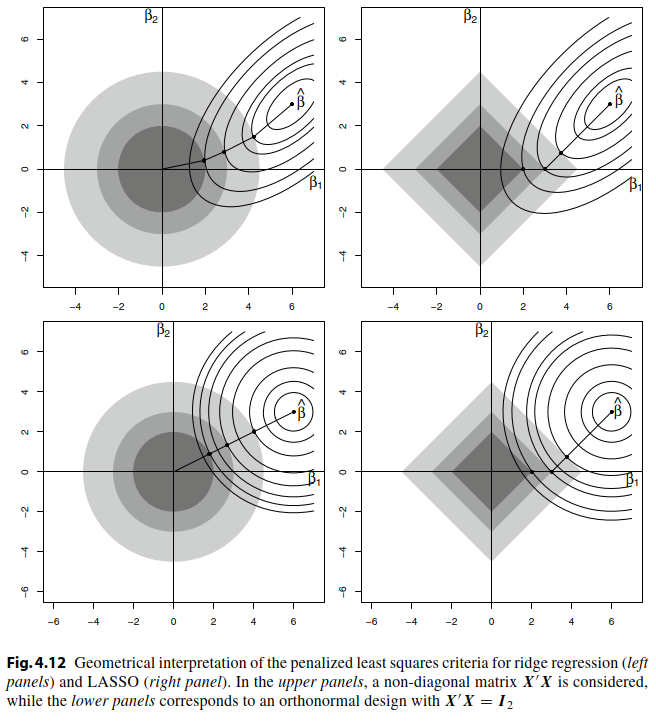 β₂
6
4
2
0
−2
−4
β̂
β₁
−4 −2 0 2 4 6
β₂
6
4
2
0
−2
−4
β̂
β₁
−4 −2 0 2 4 6
β₂
6
4
2
0
−2
−4
−6
β̂
β₁
−6 −4 −2 0 2 4 6
β₂
6
4
2
0
−2
−4
−6
β̂
β₁
−6 −4 −2 0 2 4 6
Fig. 4.12 Geometrical interpretation of the penalized least squares criteria for ridge regression (left
panels) and LASSO (right panel). In the upper panels, a non-diagonal matrix X′X is considered,
while the lower panels corresponds to an orthonormal design with X′X = I₂